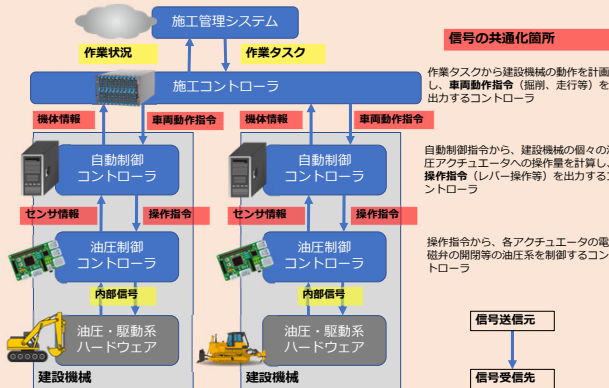 施工管理システム
作業状況
作業タスク
信号の共通化箇所
施工コントローラ
作業タスクから建設機械の動作を計画
し、車両動作指令（掘削、走行等）を
出力するコントローラ
機体情報
車両動作指令
機体情報
車両動作指令
自動制御
コントローラ
自動制御
コントローラ
自動制御指令から、建設機械の個々の
圧アクチュエータへの操作量を計算し、
操作指令（レバー操作等）を出力する
ントローラ
センサ情報
操作指令
センサ情報
操作指令
油圧制御
コントローラ
油圧制御
コントローラ
操作指令から、各アクチュエータの電
磁弁の開閉等の油圧系を制御するコン
トローラ
内部信号
内部信号
油圧・駆動系
ハードウェア
油圧・駆動系
ハードウェア
信号送信元
建設機械
建設機械
信号受信先